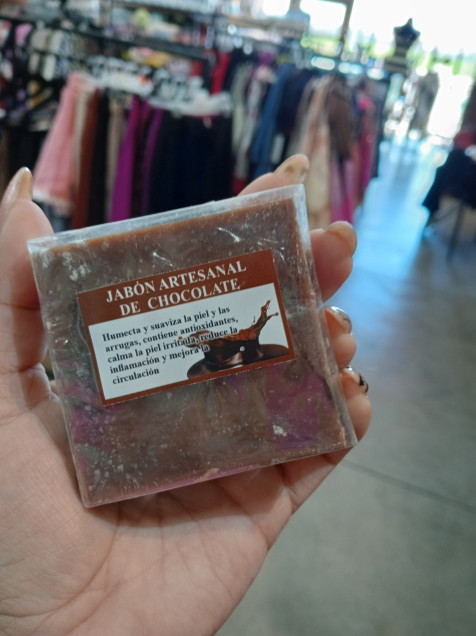 JABÓN ARTESANAL
DE CHOCOLATE
Humecta y suaviza la piel y las
arrugas, contiene antioxidantes,
calma la piel irritada, reduce la
inflamación y mejora la
circulación